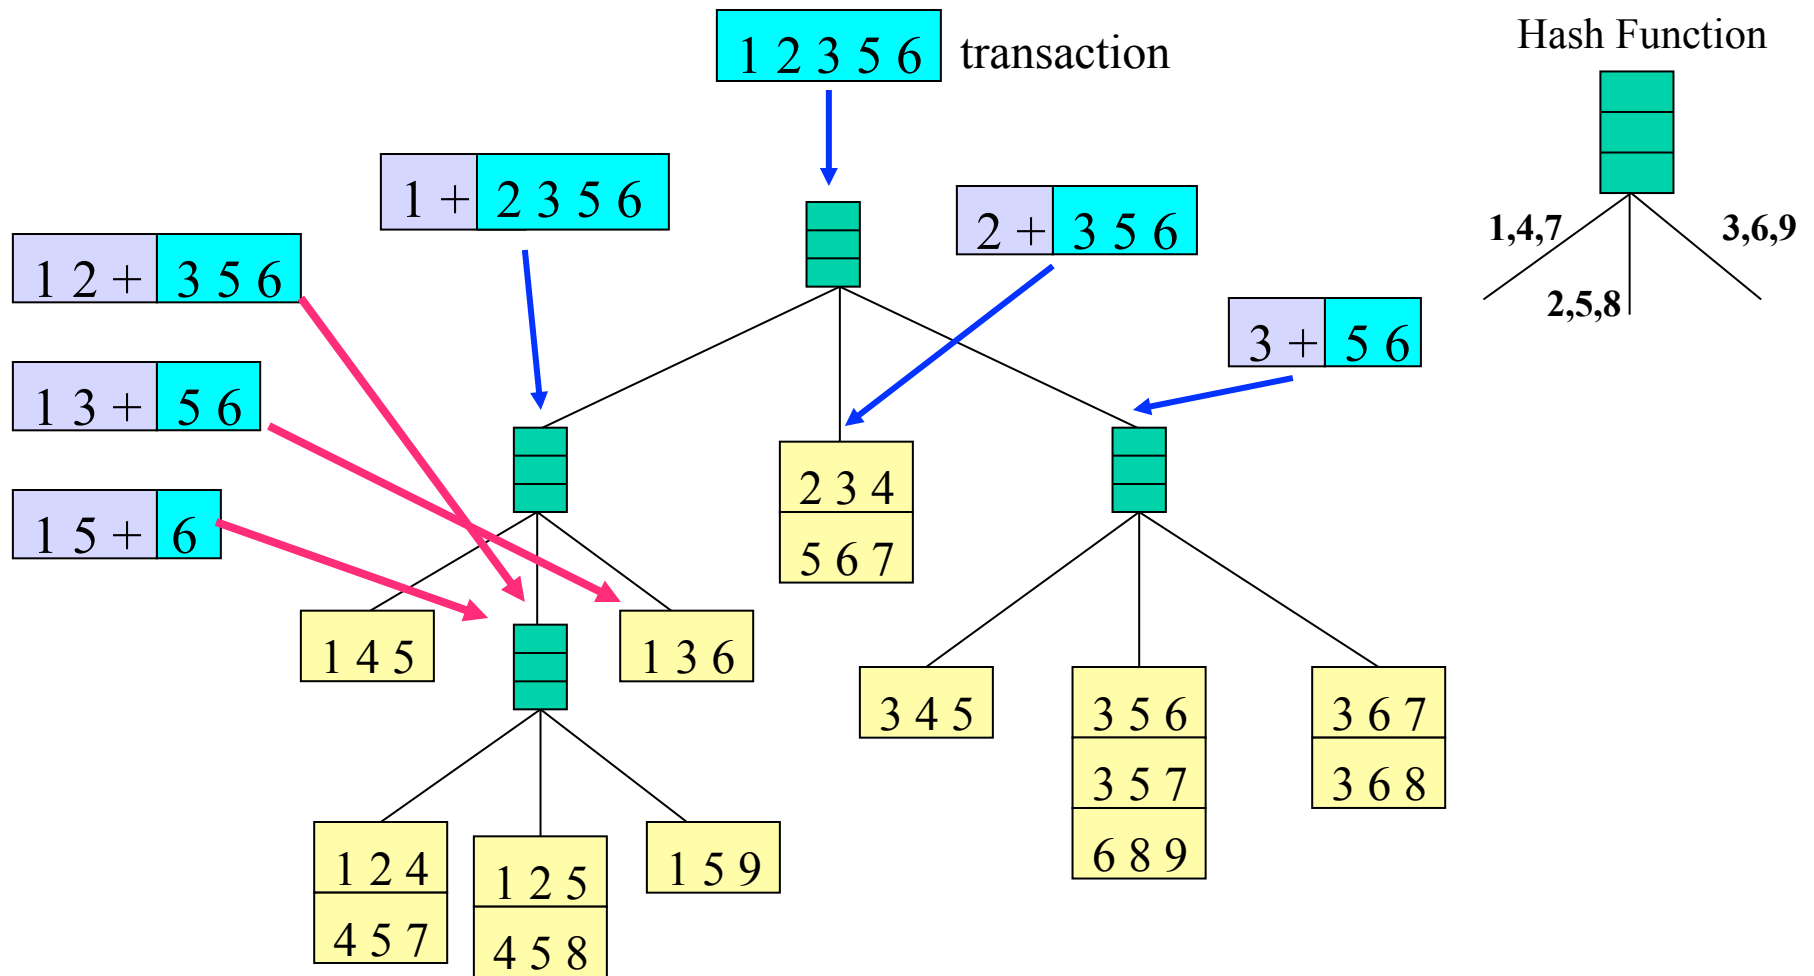 1 2 3 5 6 transaction
Hash Function
1,4,7
3,6,9
2,5,8
1 + 2 3 5 6
2 + 3 5 6
1 2 + 3 5 6
3 + 5 6
1 3 + 5 6
1 5 + 6
2 3 4
5 6 7
1 4 5
1 3 6
3 4 5
3 5 6
3 6 7
3 5 7
3 6 8
6 8 9
1 2 4
1 2 5
1 5 9
4 5 7
4 5 8